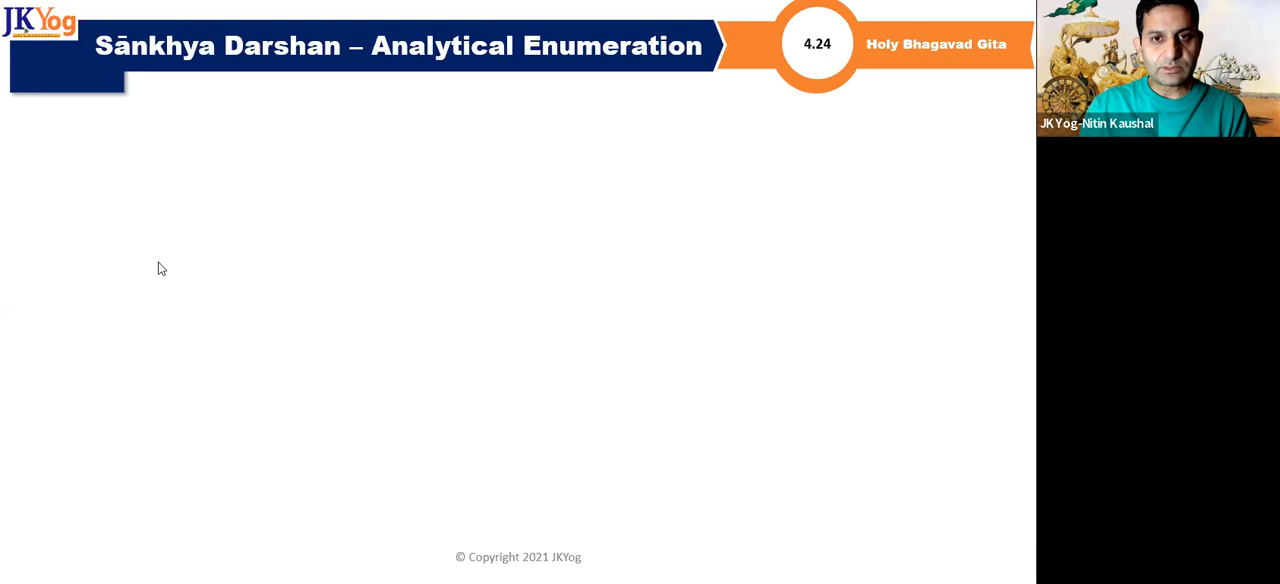 JKYog
Sānkhya Darshan – Analytical Enumeration
4.24
Holy Bhagavad Gita
JKYog-Nitin Kaushal
© Copyright 2021 JKYog